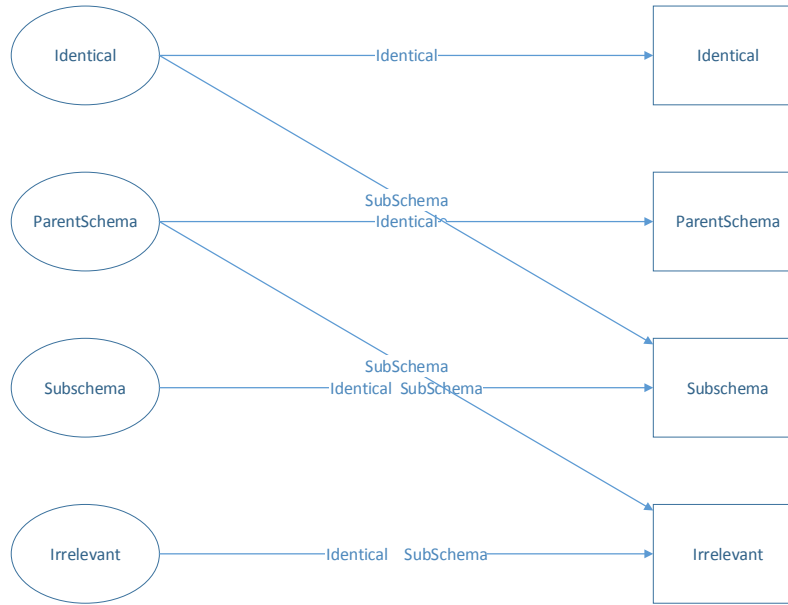 Identical Identical Identical
SubSchema
ParentSchema Identical ParentSchema
SubSchema
Subschema Identical SubSchema Subschema
Irrelevant Identical SubSchema Irrelevant